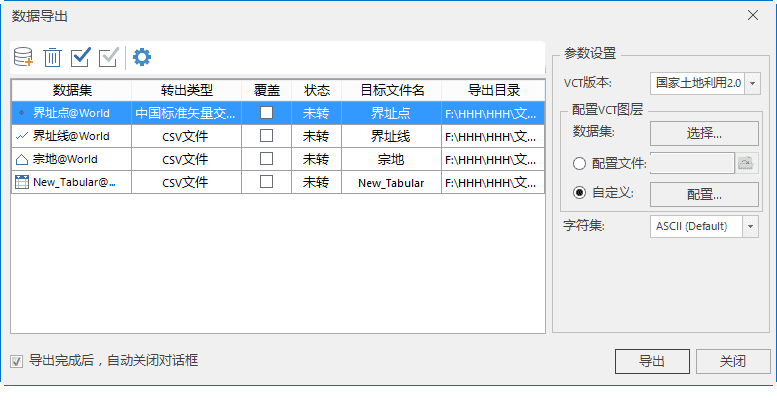 数据导出
数据集 转出类型 覆盖 状态 目标文件名 导出目录
界址点@World 中国标准矢量交... 未转 界址点 F:\HHH\HHH\文...
界址线@World CSV文件 未转 界址线 F:\HHH\HHH\文...
宗地@World CSV文件 未转 宗地 F:\HHH\HHH\文...
New_Tabular@... CSV文件 未转 New_Tabular F:\HHH\HHH\文...
参数设置
VCT版本: 国家土地利用2.0
配置VCT图层
数据集: 选择...
配置文件:
自定义: 配置...
字符集: ASCII (Default)
导出完成后，自动关闭对话框
导出 关闭